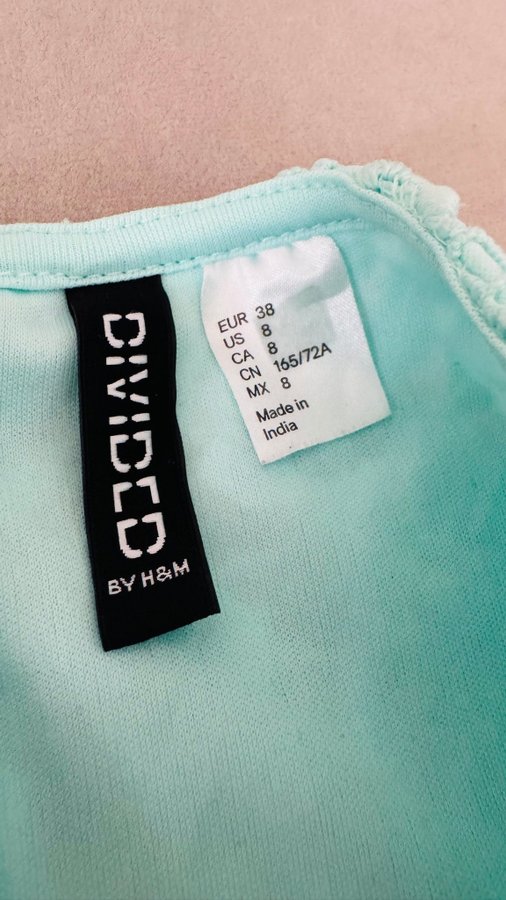 DIVIDED
BY H&M
EUR 38
US 8
CA 8
CN 165/72A
MX 8
Made in
India